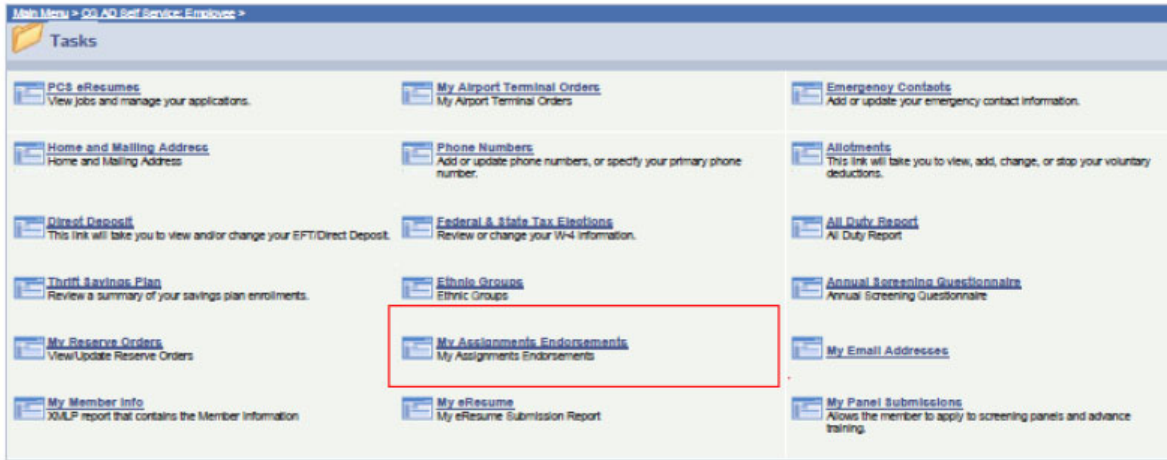 Main Menu > CG AD Self Service: Employee >
Tasks
PCS eResumes
View jobs and manage your applications.
My Airport Terminal Orders
My Airport Terminal Orders
Emergency Contacts
Add or update your emergency contact information.
Home and Mailing Address
Home and Mailing Address
Phone Numbers
Add or update phone numbers, or specify your primary phone
number.
Allotments
This link will take you to view, add, change, or stop your voluntary
deductions.
Direct Deposit
This link will take you to view and/or change your EFT/Direct Deposit.
Federal & State Tax Elections
Review or change your W-4 Information.
All Duty Report
All Duty Report
Thrift Savings Plan
Review a summary of your savings plan enrollments.
Ethnic Groups
Ethnic Groups
Annual Screening Questionnaire
Annual Screening Questionnaire
My Reserve Orders
View/Update Reserve Orders
My Assignments Endorsements
My Assignments Endorsements
My Email Addresses
My Member Info
XMLP report that contains the Member Information
My eResume
My eResume Submission Report
My Panel Submissions
Allows the member to apply to screening panels and advance
training.